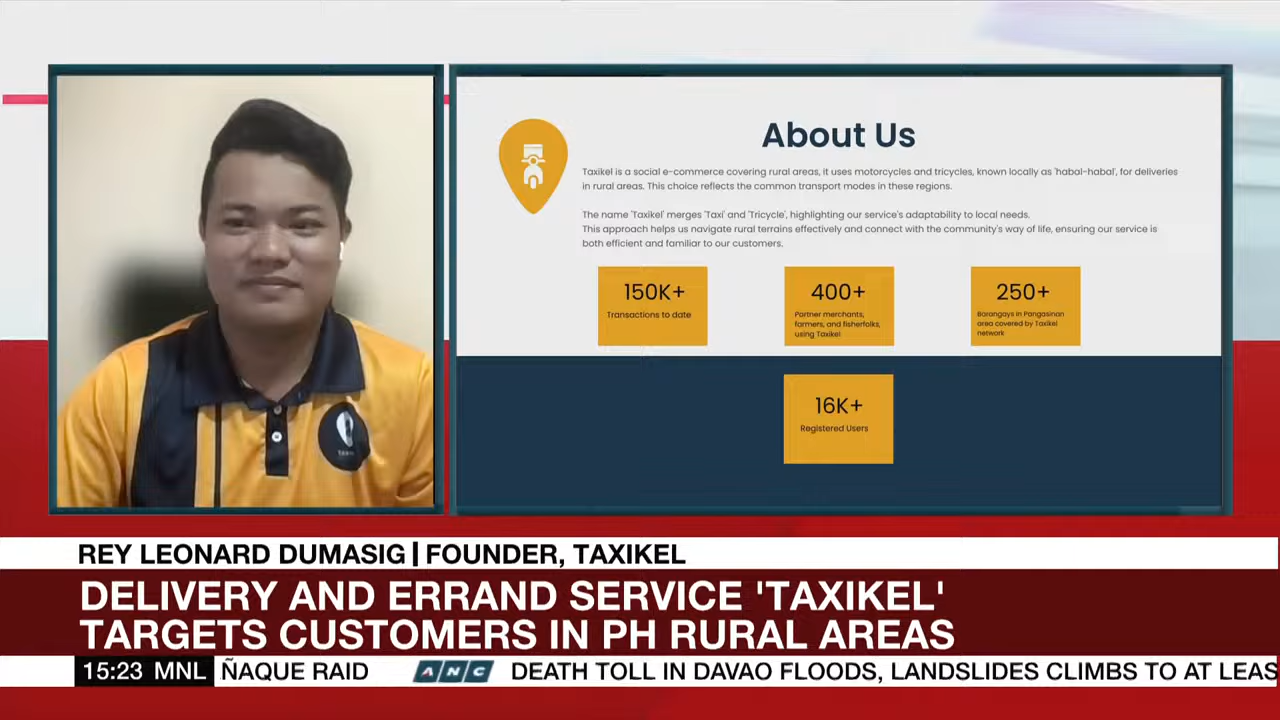 About Us
Taxikel is a social e-commerce covering rural areas, it uses motorcycles and tricycles, known locally as 'habal-habal', for deliveries
in rural areas. This choice reflects the common transport modes in these regions.
The name 'Taxikel' merges 'Taxi' and 'Tricycle', highlighting our service's adaptability to local needs.
This approach helps us navigate rural terrains effectively and connect with the community's way of life, ensuring our service is
both efficient and familiar to our customers.
150K+
Transactions to date
400+
Partner merchants,
farmers, and fisherfolks,
using Taxikel
250+
Barangays in Pangasinan
area covered by Taxikel
network
16K+
Registered Users
REY LEONARD DUMASIG | FOUNDER, TAXIKEL
DELIVERY AND ERRAND SERVICE 'TAXIKEL'
TARGETS CUSTOMERS IN PH RURAL AREAS
15:23 MNL ÑAQUE RAID ANC DEATH TOLL IN DAVAO FLOODS, LANDSLIDES CLIMBS TO AT LEAS